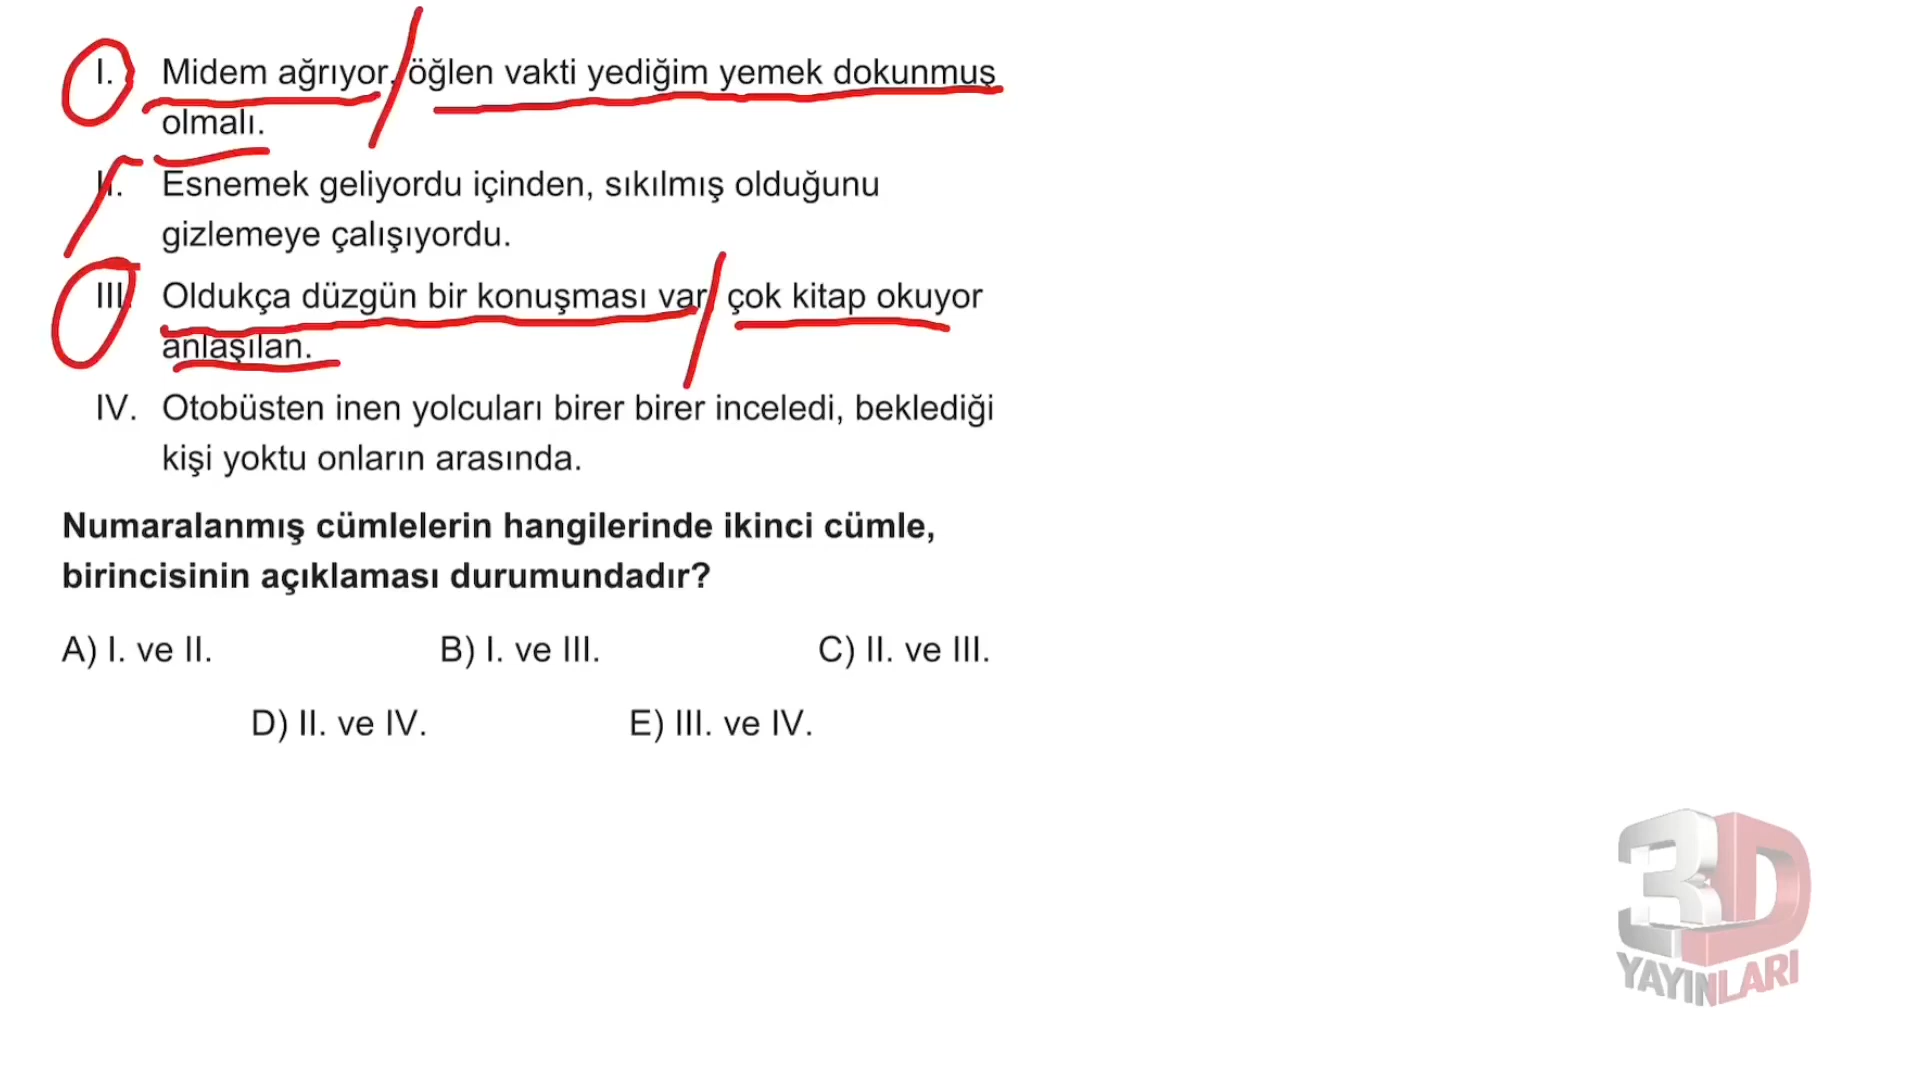 I. Midem ağrıyor, öğlen vakti yediğim yemek dokunmuş
olmalı.
II. Esnemek geliyordu içinden, sıkılmış olduğunu
gizlemeye çalışıyordu.
III. Oldukça düzgün bir konuşması var, çok kitap okuyor
anlaşılan.
IV. Otobüsten inen yolcuları birer birer inceledi, beklediği
kişi yoktu onların arasında.
Numaralanmış cümlelerin hangilerinde ikinci cümle,
birincisinin açıklaması durumundadır?
A) I. ve II. B) I. ve III. C) II. ve III.
D) II. ve IV. E) III. ve IV.
3D
YAYINLARI